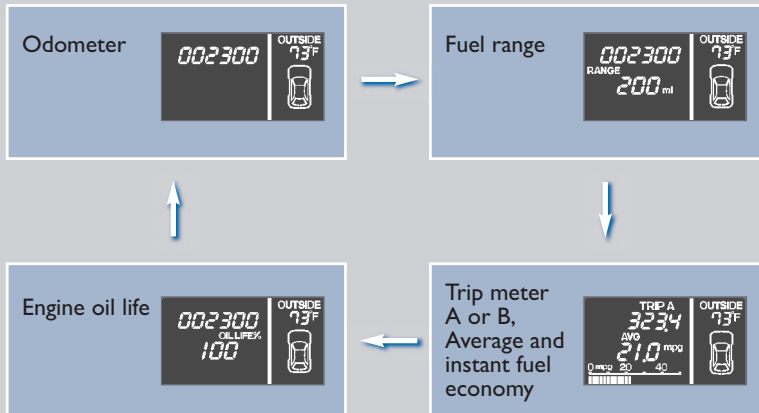 Odometer
002300
OUTSIDE
73°F
Fuel range
002300
RANGE
200 mi
OUTSIDE
73°F
Engine oil life
002300
OIL LIFE%
100
OUTSIDE
73°F
Trip meter
A or B,
Average and
instant fuel
economy
TRIP A
323.4
AVG
21.0 mpg
0 mpg 20 40
OUTSIDE
73°F